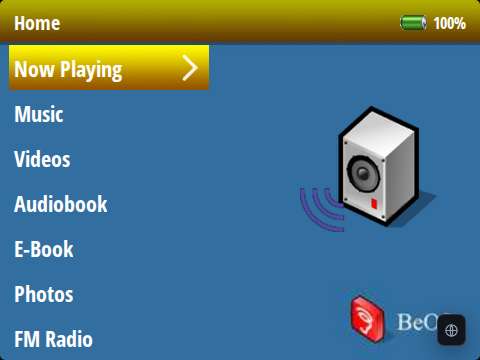 Home
100%
Now Playing
Music
Videos
Audiobook
E-Book
Photos
FM Radio